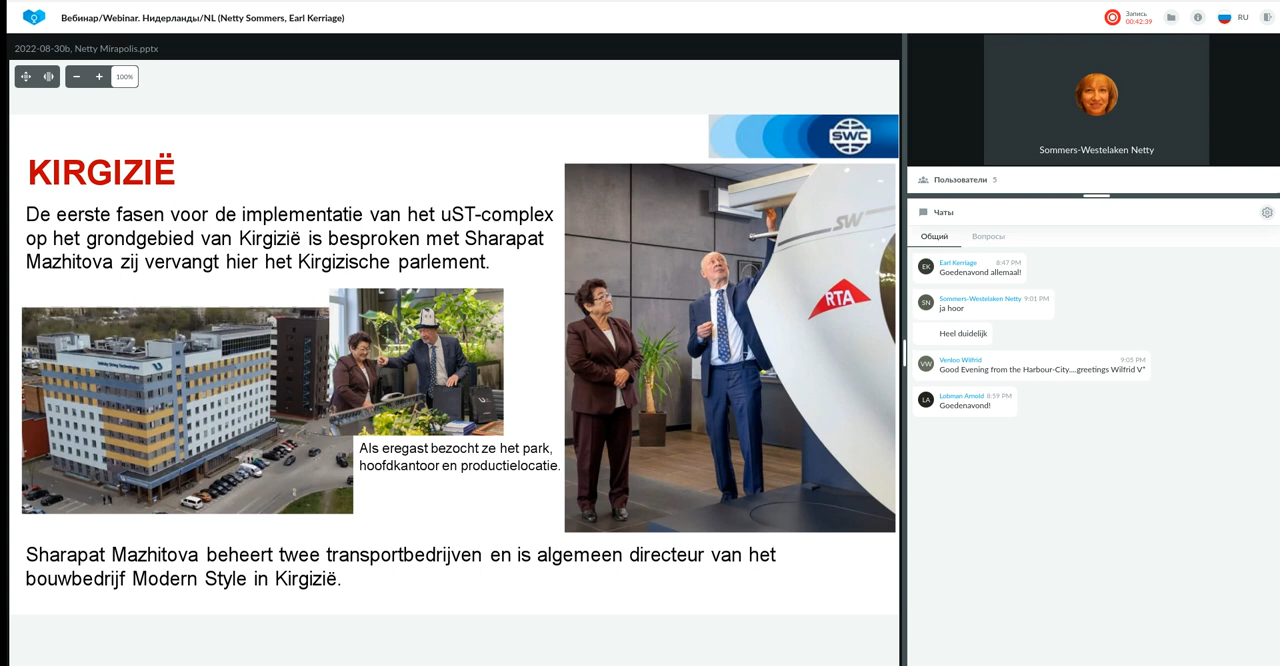 Вебинар/Webinar. Нидерланды/NL (Netty Sommers, Earl Kerriage)
Запись
00:42:39
RU
2022-08-30b, Netty Mirapolis.pptx
100%
SWC
KIRGIZIË
De eerste fasen voor de implementatie van het uST-complex
op het grondgebied van Kirgizië is besproken met Sharapat
Mazhitova zij vervangt hier het Kirgizische parlement.
SW
RTA
Als eregast bezocht ze het park,
hoofdkantoor en productielocatie.
Sharapat Mazhitova beheert twee transportbedrijven en is algemeen directeur van het
bouwbedrijf Modern Style in Kirgizië.
Sommers-Westelaken Netty
Пользователи 5
Чаты
Общий Вопросы
EK
Earl Kerriage 8:47 PM
Goedenavond allemaal!
SN
Sommers-Westelaken Netty 9:01 PM
ja hoor
Heel duidelijk
VW
Venloo Wilfrid 9:05 PM
Good Evening from the Harbour-City....greetings Wilfrid V"
LA
Lobman Arnold 8:59 PM
Goedenavond!